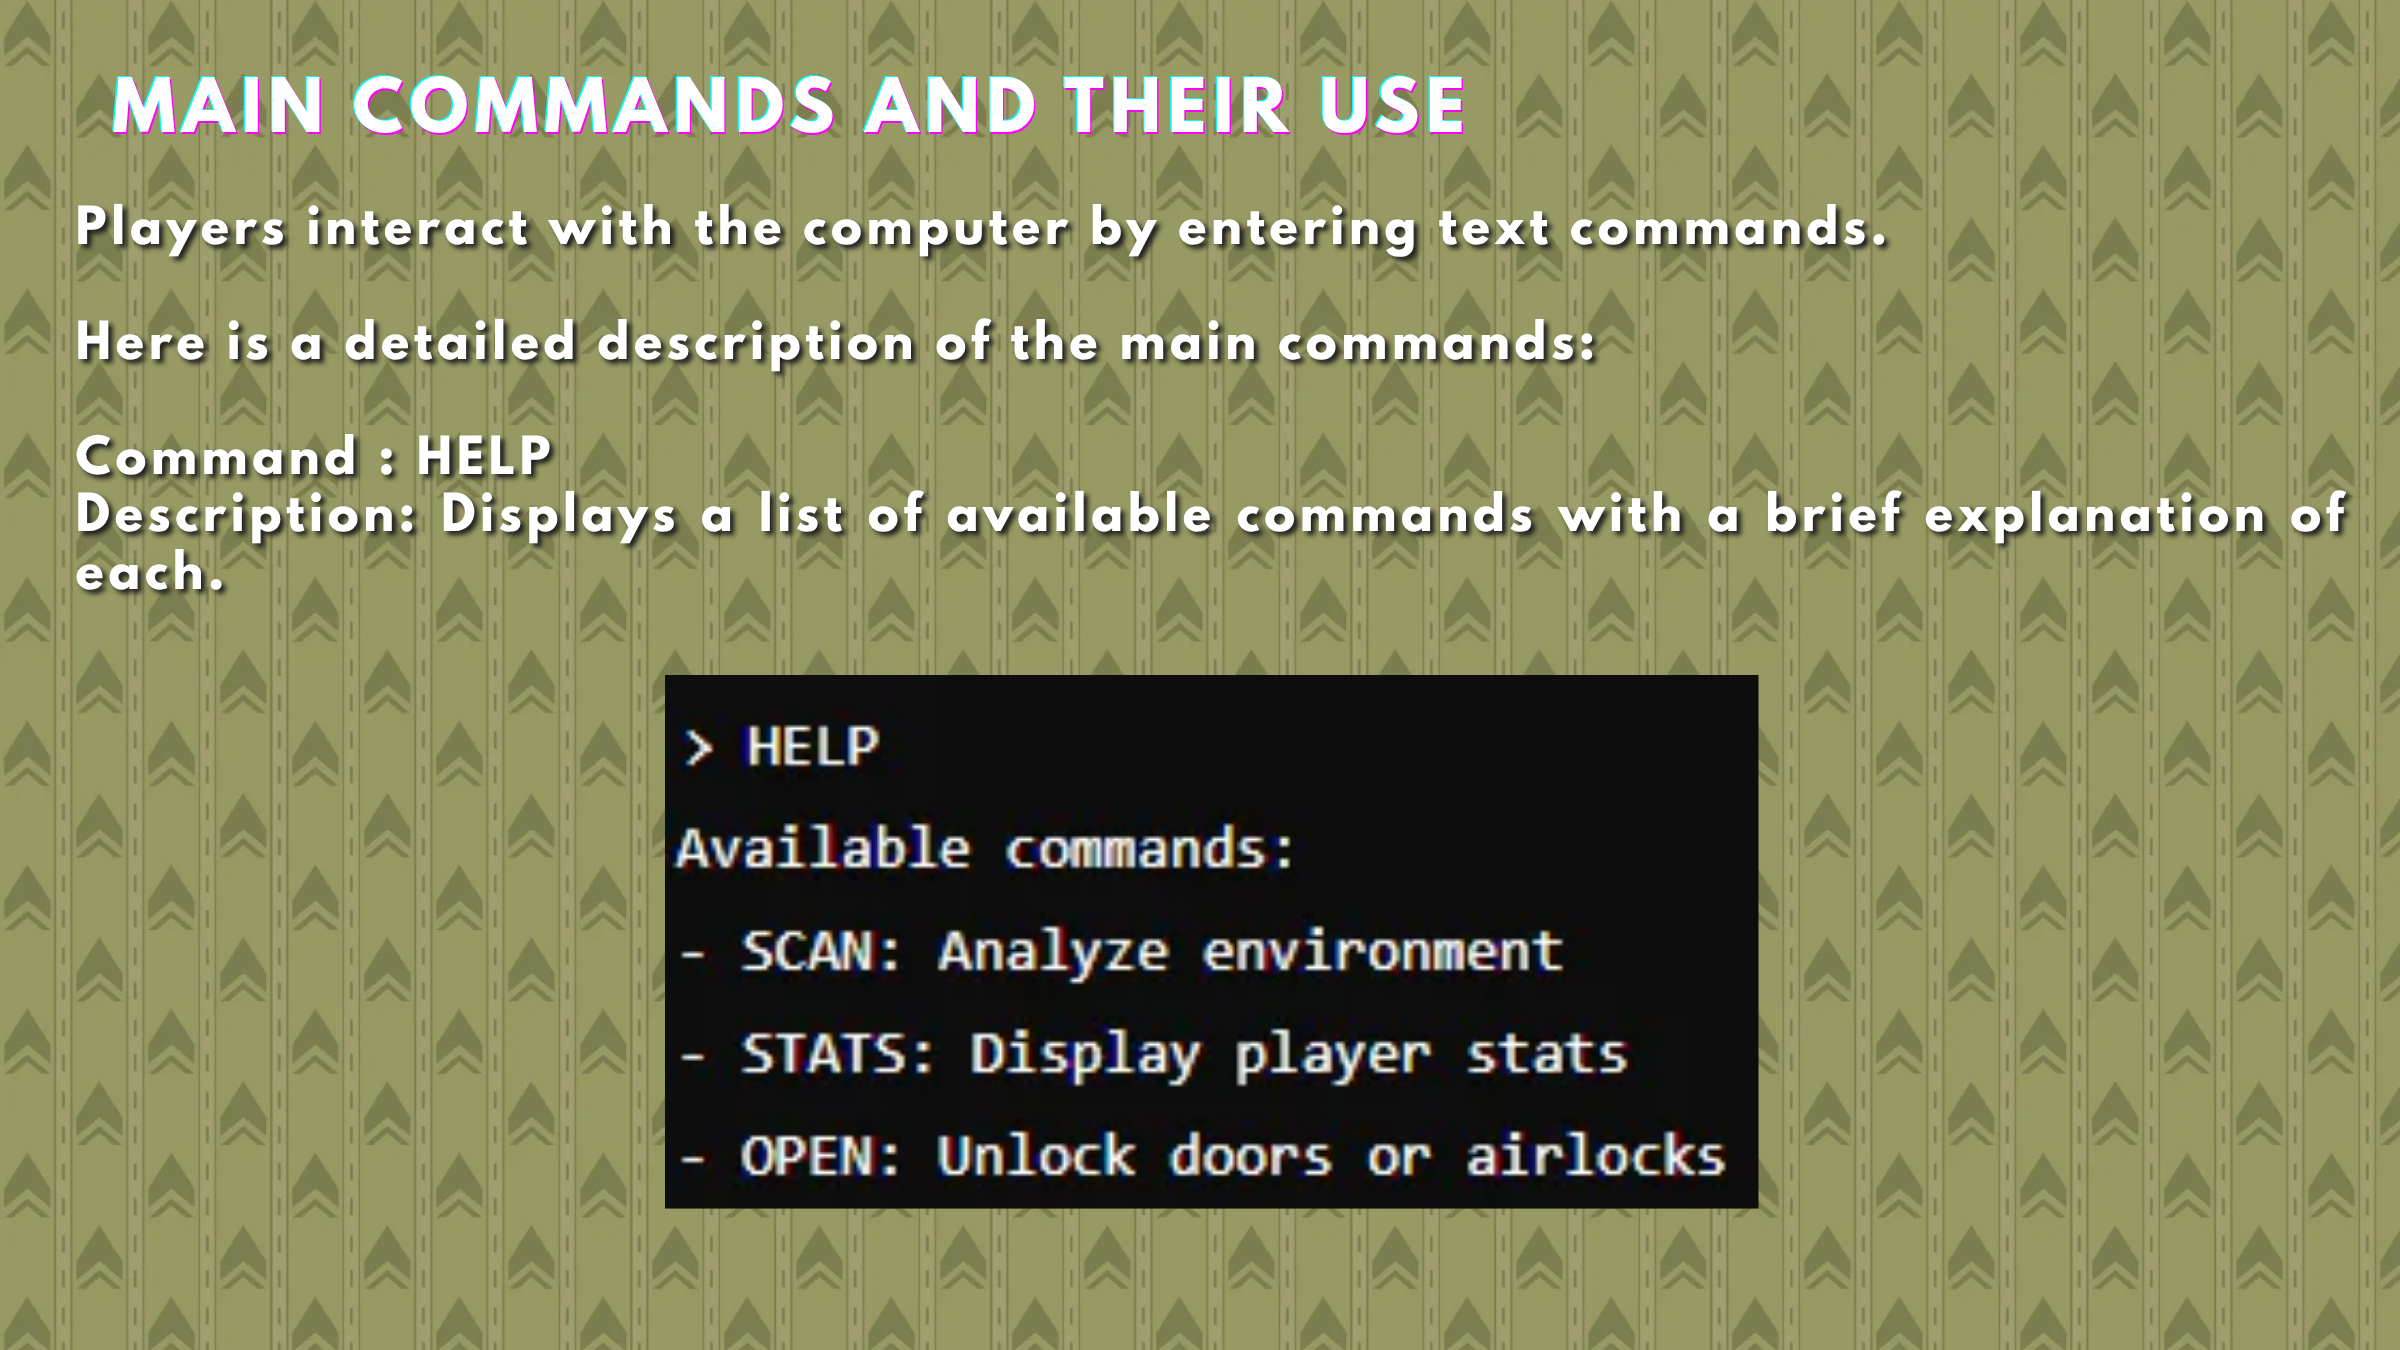 MAIN COMMANDS AND THEIR USE
Players interact with the computer by entering text commands.
Here is a detailed description of the main commands:
Command : HELP
Description: Displays a list of available commands with a brief explanation of
each.
> HELP
Available commands:
- SCAN: Analyze environment
- STATS: Display player stats
- OPEN: Unlock doors or airlocks